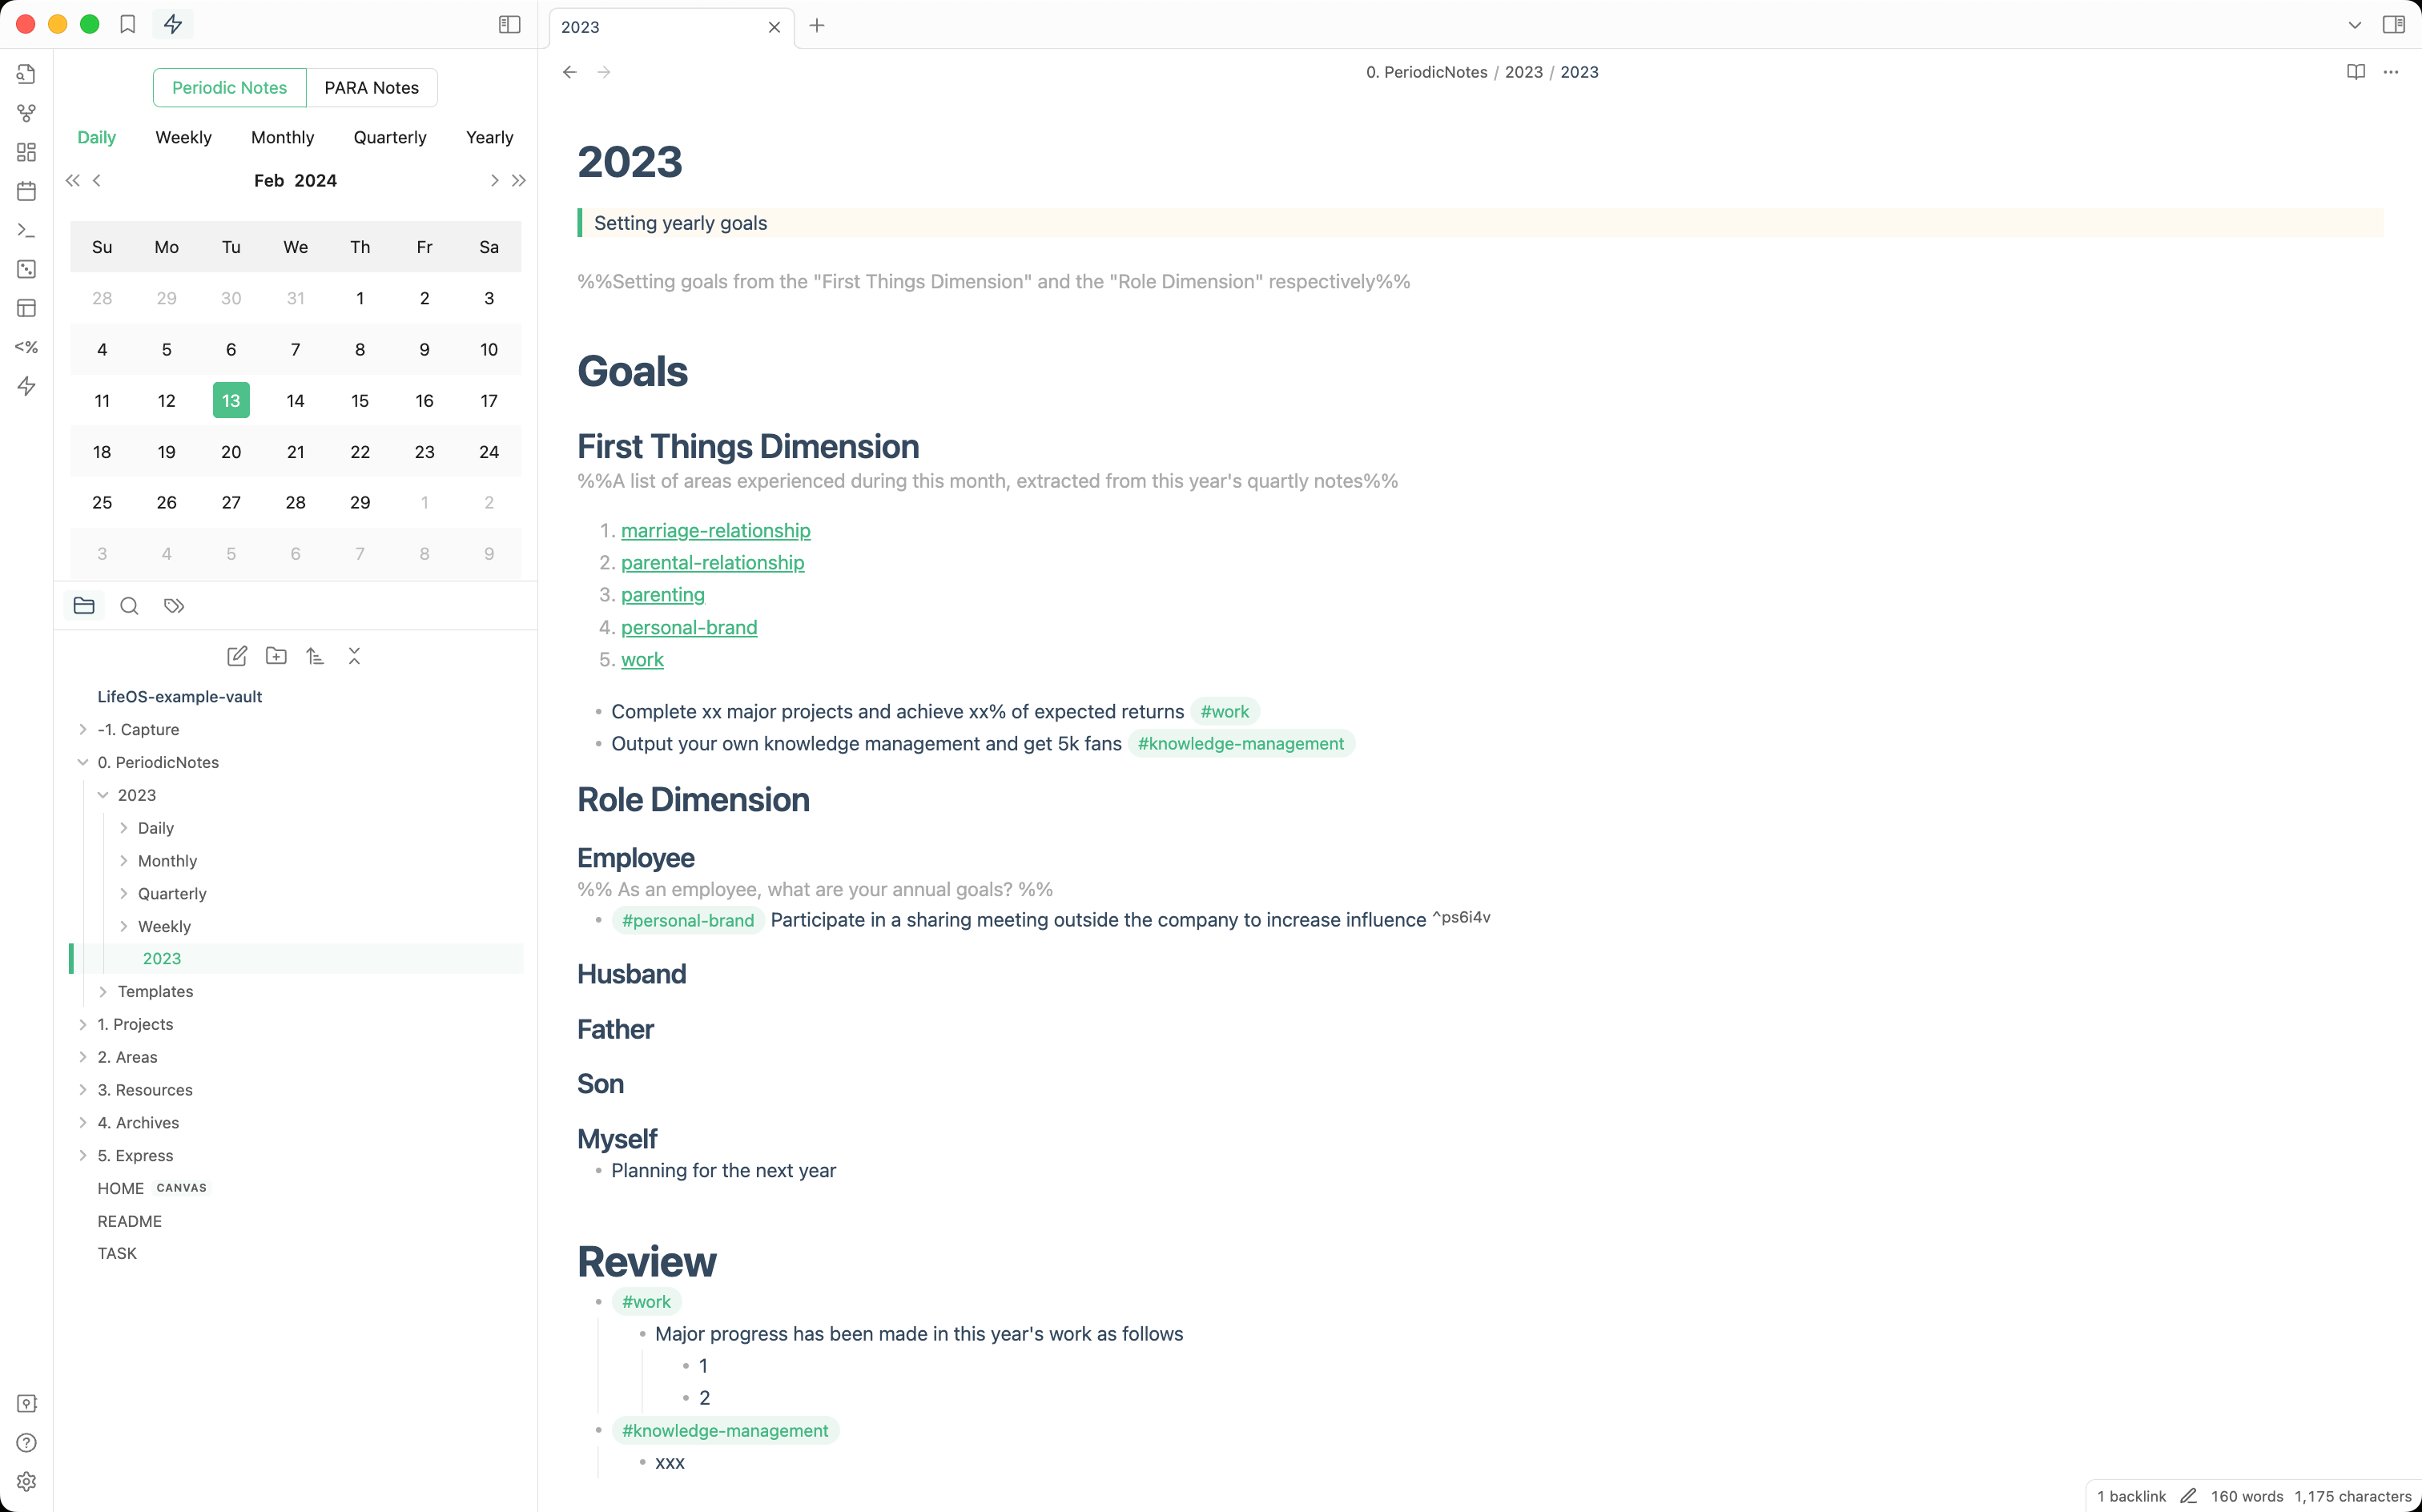 2023
0. PeriodicNotes / 2023 / 2023
Periodic Notes PARA Notes
Daily Weekly Monthly Quarterly Yearly
Feb 2024
Su Mo Tu We Th Fr Sa
28 29 30 31 1 2 3
4 5 6 7 8 9 10
11 12 13 14 15 16 17
18 19 20 21 22 23 24
25 26 27 28 29 1 2
3 4 5 6 7 8 9
<%
LifeOS-example-vault
-1. Capture
0. PeriodicNotes
2023
Daily
Monthly
Quarterly
Weekly
2023
Templates
1. Projects
2. Areas
3. Resources
4. Archives
5. Express
HOME CANVAS
README
TASK
2023
Setting yearly goals
%%Setting goals from the "First Things Dimension" and the "Role Dimension" respectively%%
Goals
First Things Dimension
%%A list of areas experienced during this month, extracted from this year's quartly notes%%
1. marriage-relationship
2. parental-relationship
3. parenting
4. personal-brand
5. work
• Complete xx major projects and achieve xx% of expected returns #work
• Output your own knowledge management and get 5k fans #knowledge-management
Role Dimension
Employee
%% As an employee, what are your annual goals? %%
• #personal-brand Participate in a sharing meeting outside the company to increase influence ^ps6i4v
Husband
Father
Son
Myself
• Planning for the next year
Review
• #work
• Major progress has been made in this year's work as follows
• 1
• 2
• #knowledge-management
• xxx
1 backlink 160 words 1,175 characters